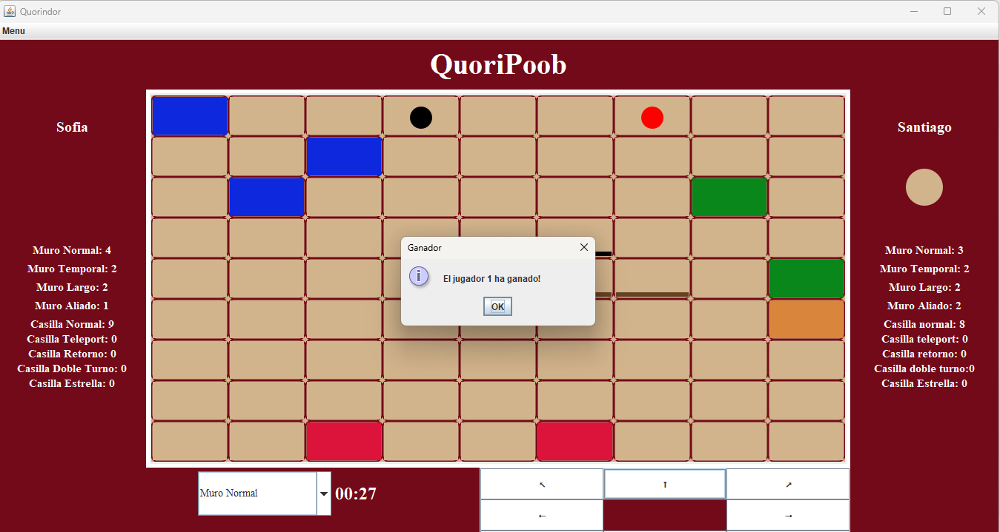 Quorindor
Menu
QuoriPoob
Sofia
Muro Normal: 4
Muro Temporal: 2
Muro Largo: 2
Muro Aliado: 1
Casilla Normal: 9
Casilla Teleport: 0
Casilla Retorno: 0
Casilla Doble Turno: 0
Casilla Estrella: 0
Ganador
El jugador 1 ha ganado!
OK
Santiago
Muro Normal: 3
Muro Temporal: 2
Muro Largo: 2
Muro Aliado: 2
Casilla normal: 8
Casilla teleport: 0
Casilla retorno: 0
Casilla doble turno:0
Casilla Estrella: 0
Muro Normal
00:27
↖ ↑ ↗
← →